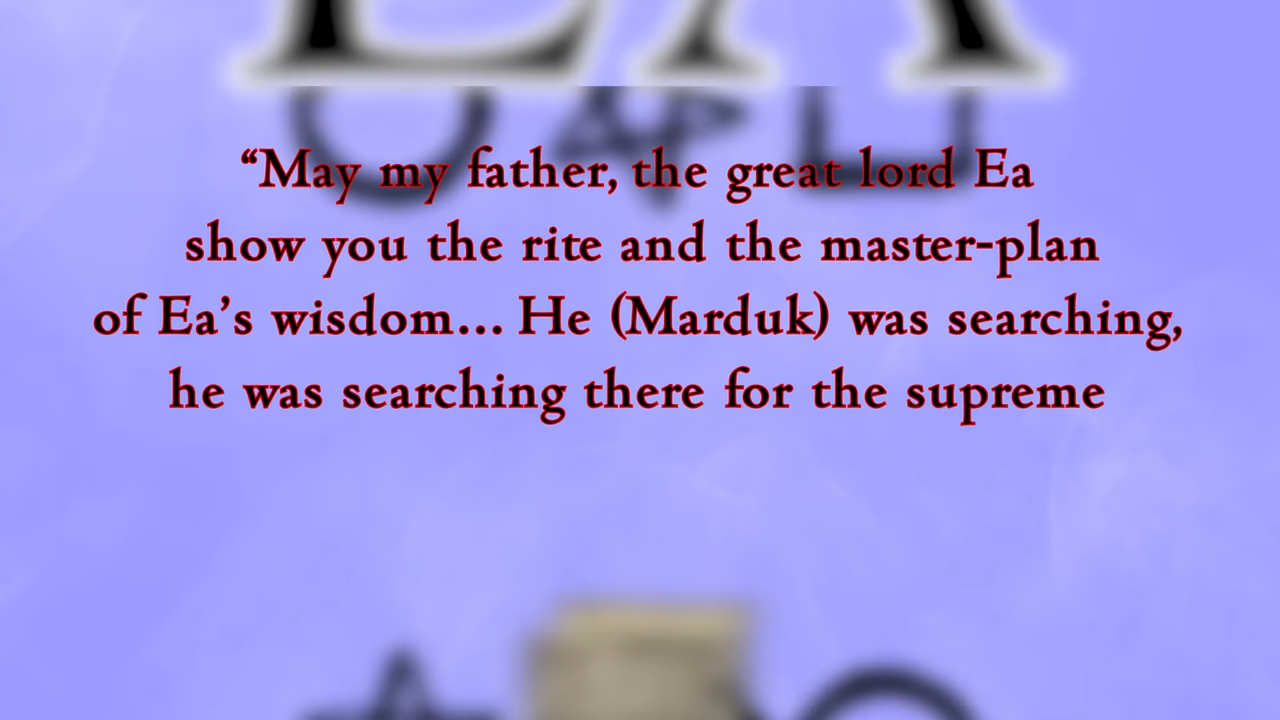 EA
“May my father, the great lord Ea
show you the rite and the master-plan
of Ea’s wisdom... He (Marduk) was searching,
he was searching there for the supreme